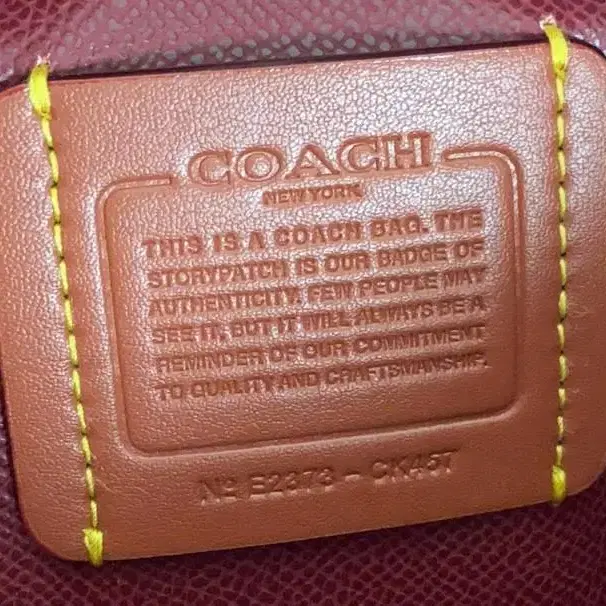 COACH
NEW YORK
THIS IS A COACH BAG. THE
STORYPATCH IS OUR BADGE OF
AUTHENTICITY. FEW PEOPLE MAY
SEE IT, BUT IT WILL ALWAYS BE A
REMINDER OF OUR COMMITMENT
TO QUALITY AND CRAFTSMANSHIP.
Nº E2373 - CK457